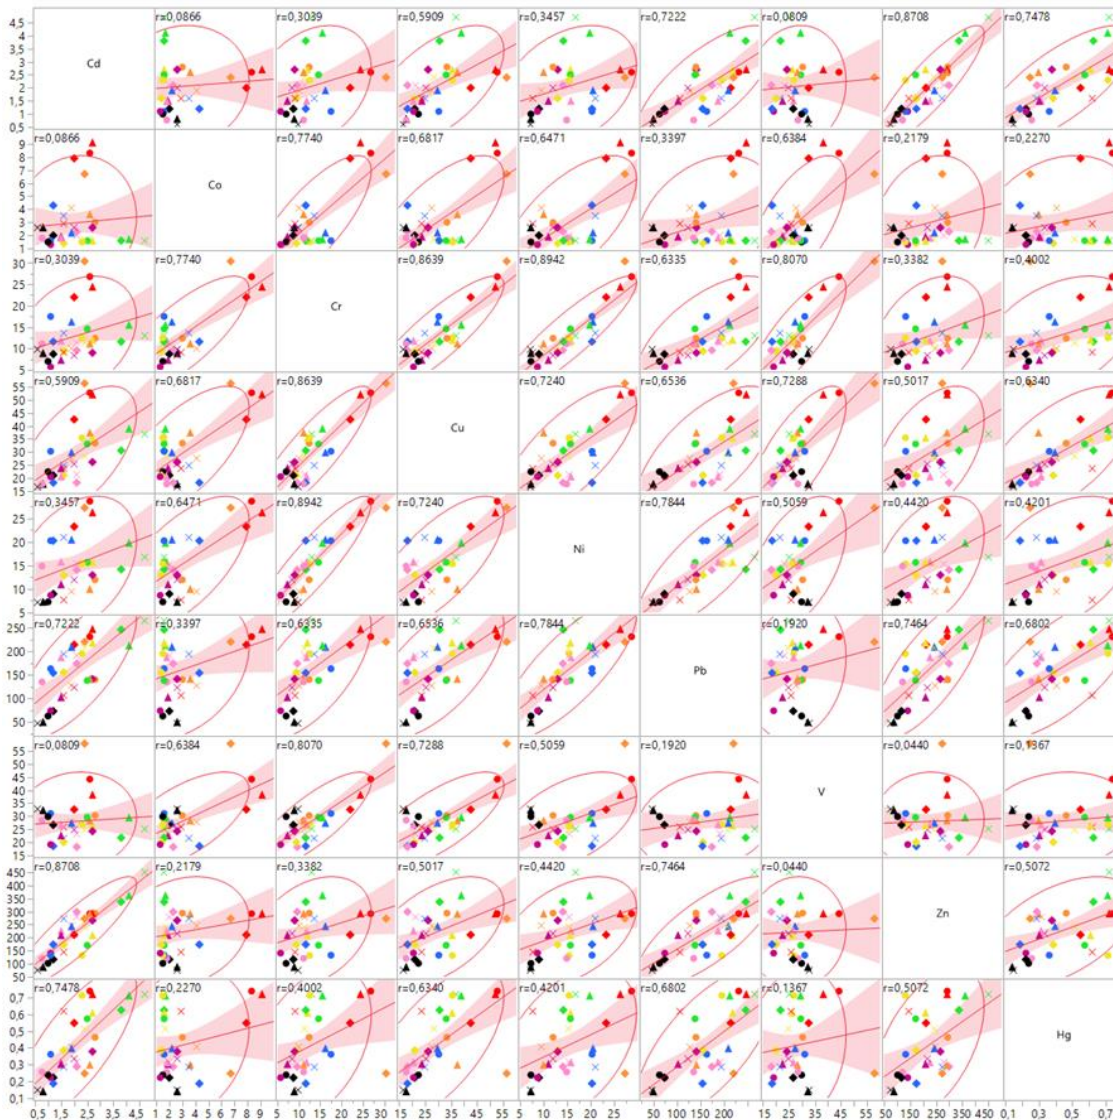 4,5
4
3,5
3
2,5
2
1,5
1
0,5
Cd
r=0,0866
r=0,3039
r=0,5909
r=0,3457
r=0,7222
r=0,0809
r=0,8708
r=0,7478
9
8
7
6
5
4
3
2
1
r=0,0866
Co
r=0,7740
r=0,6817
r=0,6471
r=0,3397
r=0,6384
r=0,2179
r=0,2270
30
25
20
15
10
5
r=0,3039
r=0,7740
Cr
r=0,8639
r=0,8942
r=0,6335
r=0,8070
r=0,3382
r=0,4002
55
50
45
40
35
30
25
20
15
r=0,5909
r=0,6817
r=0,8639
Cu
r=0,7240
r=0,6536
r=0,7288
r=0,5017
r=0,6340
25
20
15
10
5
r=0,3457
r=0,6471
r=0,8942
r=0,7240
Ni
r=0,7844
r=0,5059
r=0,4420
r=0,4201
250
200
150
100
50
r=0,7222
r=0,3397
r=0,6335
r=0,6536
r=0,7844
Pb
r=0,1920
r=0,7464
r=0,6802
55
50
45
40
35
30
25
20
15
r=0,0809
r=0,6384
r=0,8070
r=0,7288
r=0,5059
r=0,1920
V
r=0,0440
r=0,1367
450
400
350
300
250
200
150
100
50
r=0,8708
r=0,2179
r=0,3382
r=0,5017
r=0,4420
r=0,7464
r=0,0440
Zn
r=0,5072
0,7
0,6
0,5
0,4
0,3
0,2
0,1
r=0,7478
r=0,2270
r=0,4002
r=0,6340
r=0,4201
r=0,6802
r=0,1367
r=0,5072
Hg
0,5 1,5 2,5 3,5 4,5 1 2 3 4 5 6 7 8 9 5 10 15 20 25 30 15 25 35 45 55 5 10 15 20 25 50 100 200 15 25 35 45 55 50 150 250 350 0,1 0,3 0,5 0,7